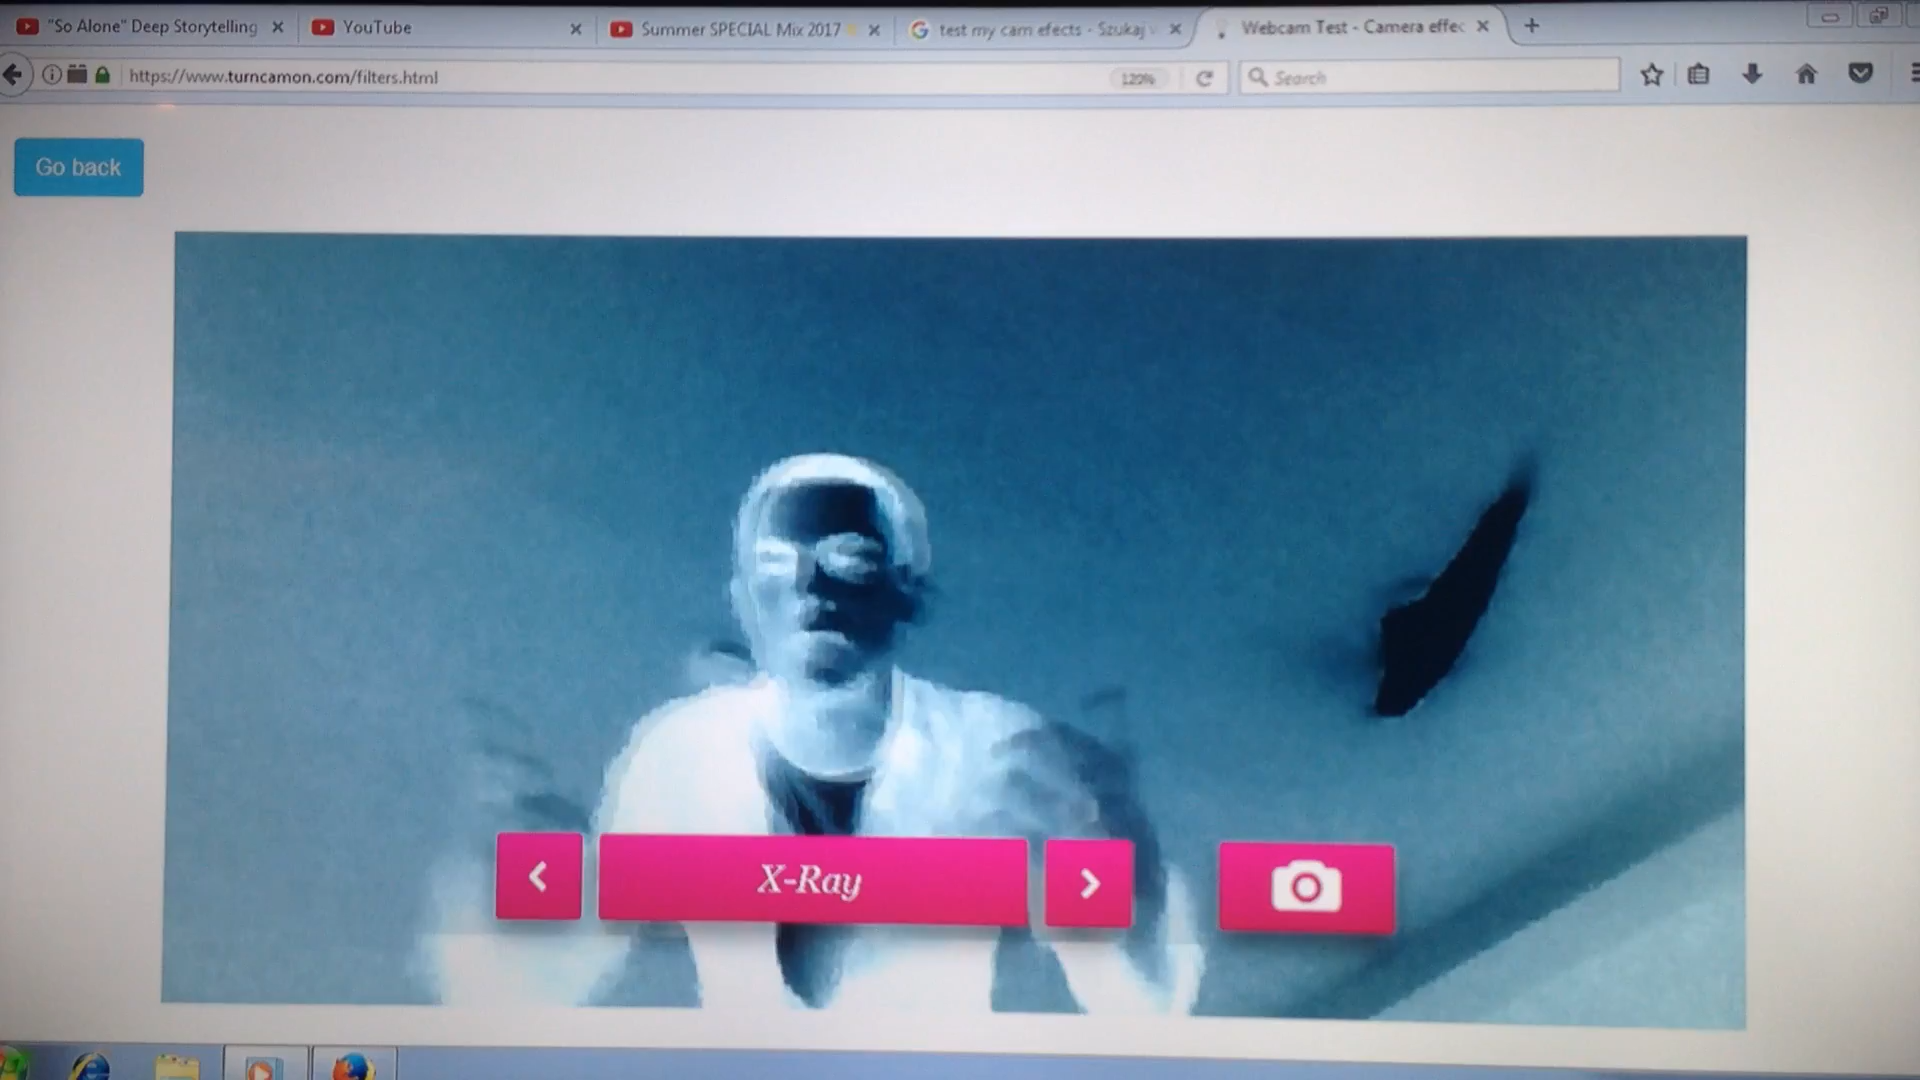 "So Alone" Deep Storytelling
YouTube
Summer SPECIAL Mix 2017
test my cam efects - Szukaj
Webcam Test - Camera effec
https://www.turncamon.com/filters.html
120%
Search
Go back
X-Ray